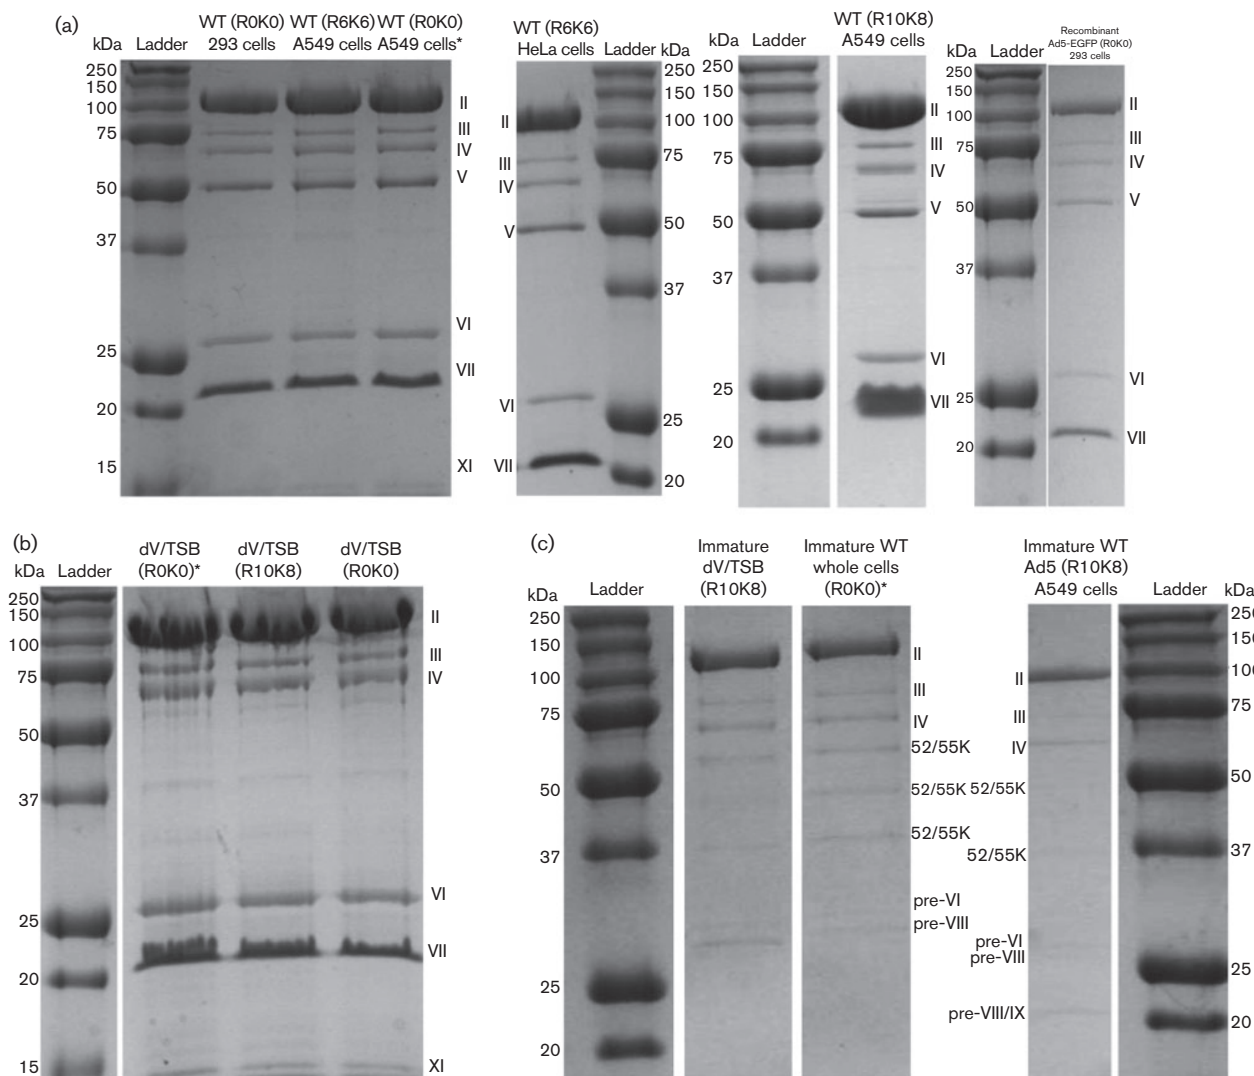 (a)
WT (R0K0) WT (R6K6) WT (R0K0)
kDa Ladder 293 cells A549 cells A549 cells*
250
150
100
75
50
37
25
20
15
II
III
IV
V
VI
VII
XI
WT (R6K6)
HeLa cells Ladder kDa
II
III
IV
V
VI
VII
250
150
100
75
50
37
25
20
WT (R10K8)
kDa Ladder A549 cells
250
150
100
75
50
37
25
20
II
III
IV
V
VI
VII
Recombinant
Ad5-EGFP (R0K0)
293 cells
kDa Ladder
250
150
100
75
50
37
25
20
II
III
IV
V
VI
VII
(b)
dV/TSB dV/TSB dV/TSB
kDa Ladder (R0K0)* (R10K8) (R0K0)
250
150
100
75
50
37
25
20
15
II
III
IV
VI
VII
XI
(c)
Immature Immature WT
dV/TSB whole cells
kDa Ladder (R10K8) (R0K0)*
250
150
100
75
50
37
25
20
II
III
IV
52/55K
52/55K
52/55K
pre-VI
pre-VIII
Immature WT
Ad5 (R10K8)
A549 cells Ladder kDa
II
III
IV
52/55K
52/55K
pre-VI
pre-VIII
pre-VIII/IX
250
150
100
75
50
37
25
20